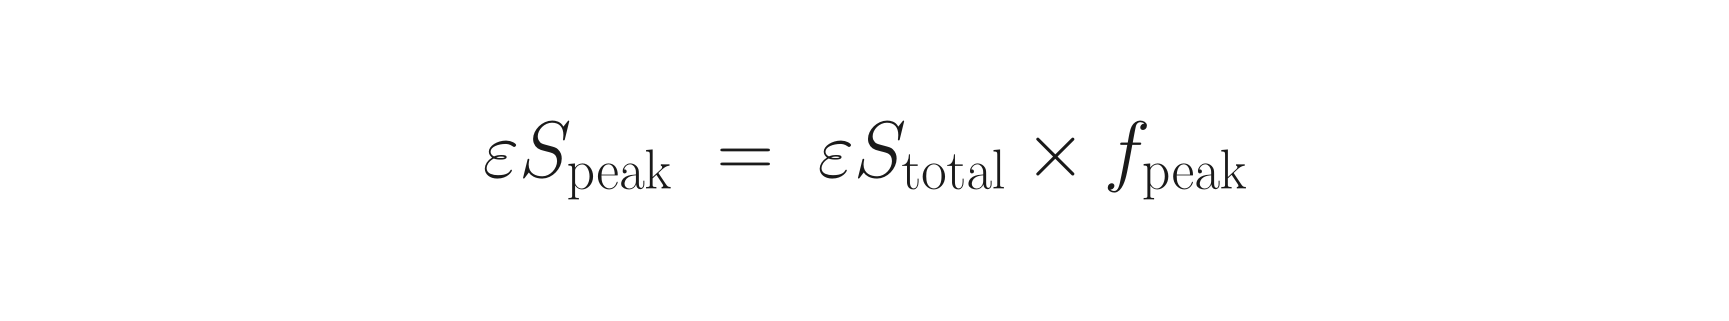 εS_peak = εS_total × f_peak